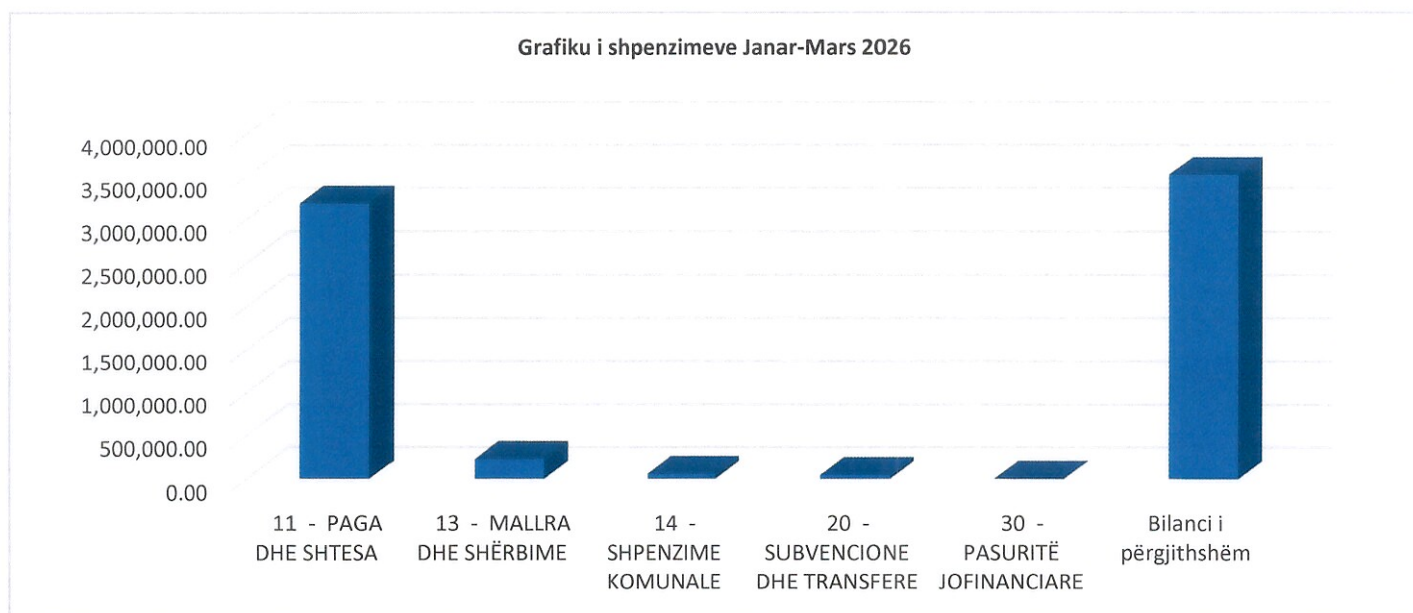 Grafiku i shpenzimeve Janar-Mars 2026
4,000,000.00
3,500,000.00
3,000,000.00
2,500,000.00
2,000,000.00
1,500,000.00
1,000,000.00
500,000.00
0.00
11 - PAGA
DHE SHTESA
13 - MALLRA
DHE SHËRBIME
14 -
SHPENZIME
KOMUNALE
20 -
SUBVENCIONE
DHE TRANSFERE
30 -
PASURITË
JOFINANCIARE
Bilanci i
përgjithshëm